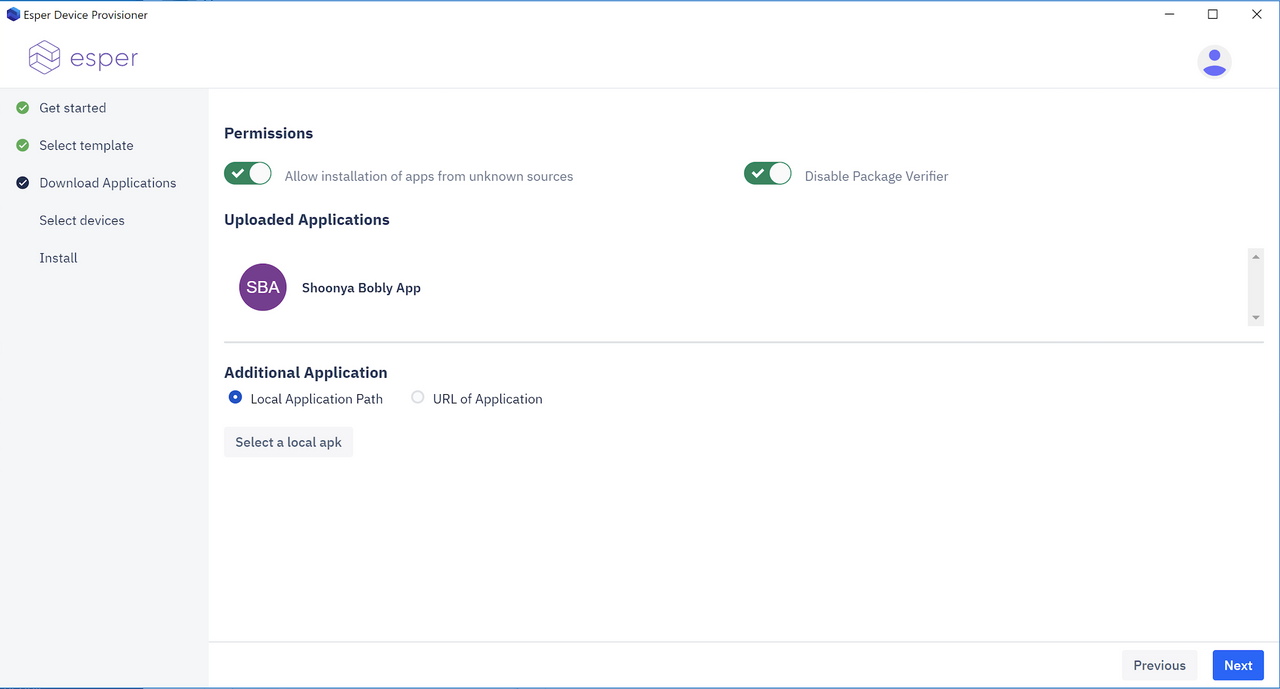 Esper Device Provisioner
esper
Get started
Select template
Download Applications
Select devices
Install
Permissions
Allow installation of apps from unknown sources
Disable Package Verifier
Uploaded Applications
SBA
Shoonya Bobly App
Additional Application
Local Application Path
URL of Application
Select a local apk
Previous
Next